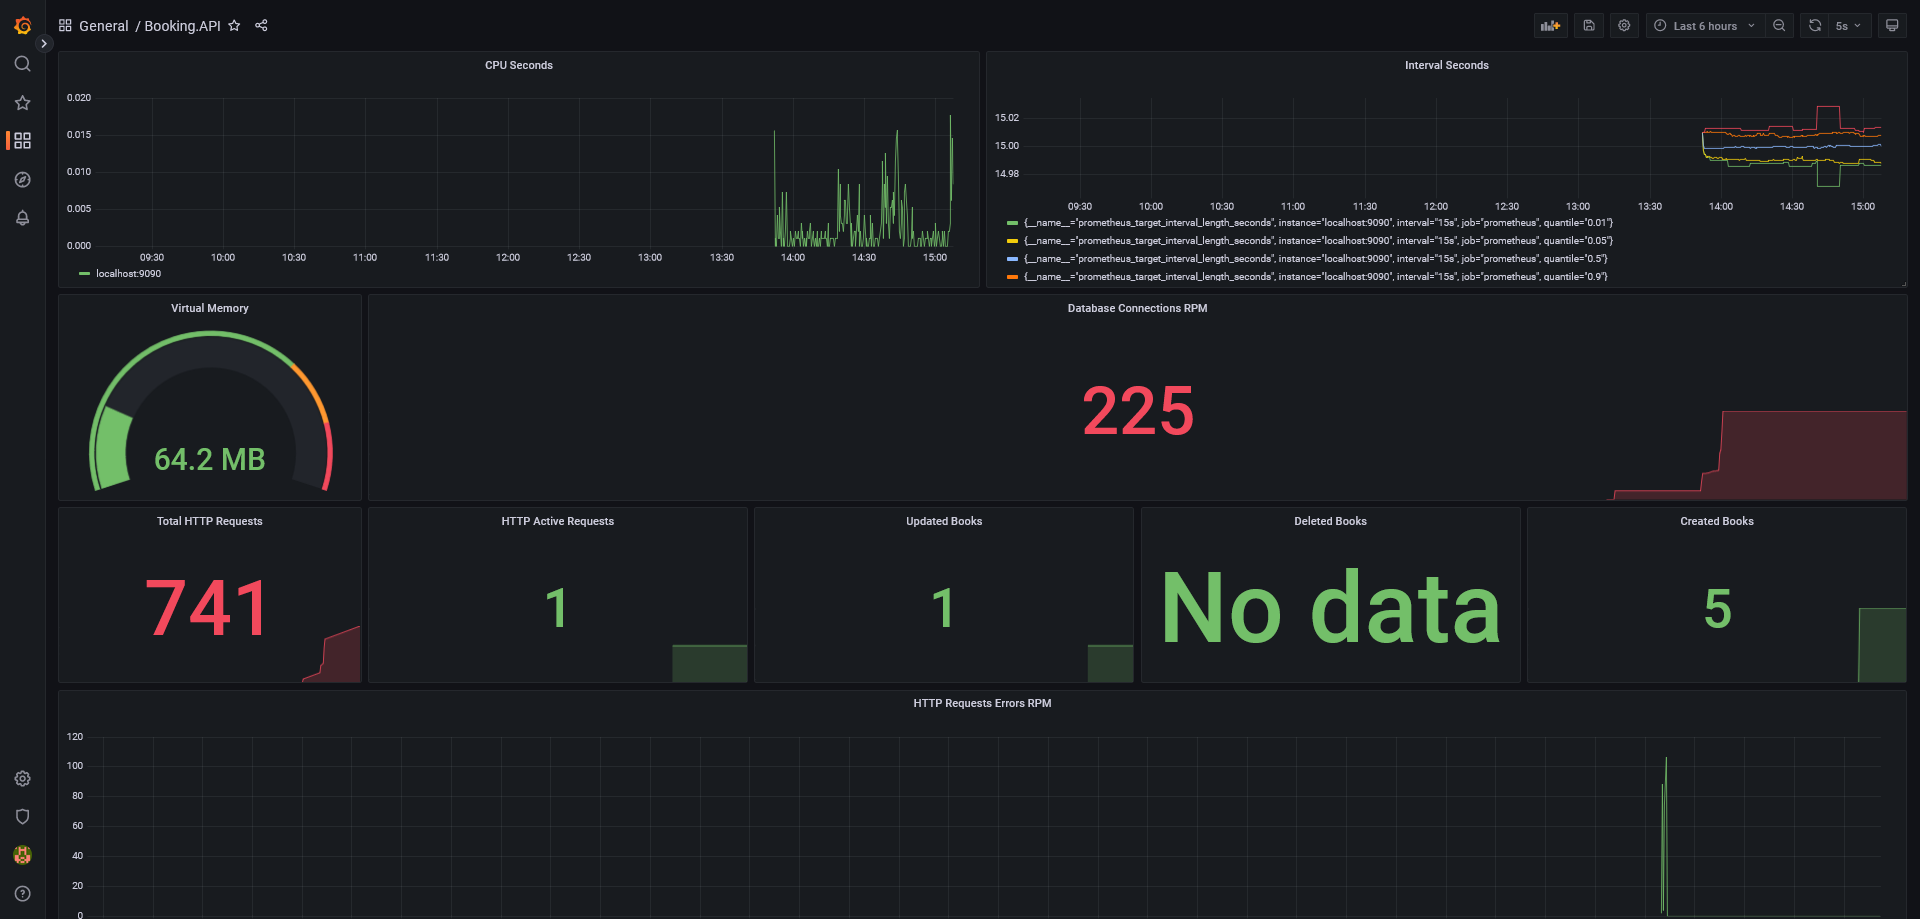 General / Booking.API
Last 6 hours
5s
CPU Seconds
0.020
0.015
0.010
0.005
0.000
09:30 10:00 10:30 11:00 11:30 12:00 12:30 13:00 13:30 14:00 14:30 15:00
localhost:9090
Interval Seconds
15.02
15.00
14.98
09:30 10:00 10:30 11:00 11:30 12:00 12:30 13:00 13:30 14:00 14:30 15:00
{__name__="prometheus_target_interval_length_seconds", instance="localhost:9090", interval="15s", job="prometheus", quantile="0.01"}
{__name__="prometheus_target_interval_length_seconds", instance="localhost:9090", interval="15s", job="prometheus", quantile="0.05"}
{__name__="prometheus_target_interval_length_seconds", instance="localhost:9090", interval="15s", job="prometheus", quantile="0.5"}
{__name__="prometheus_target_interval_length_seconds", instance="localhost:9090", interval="15s", job="prometheus", quantile="0.9"}
Virtual Memory
64.2 MB
Database Connections RPM
225
Total HTTP Requests
741
HTTP Active Requests
1
Updated Books
1
Deleted Books
No data
Created Books
5
HTTP Requests Errors RPM
120
100
80
60
40
20
0